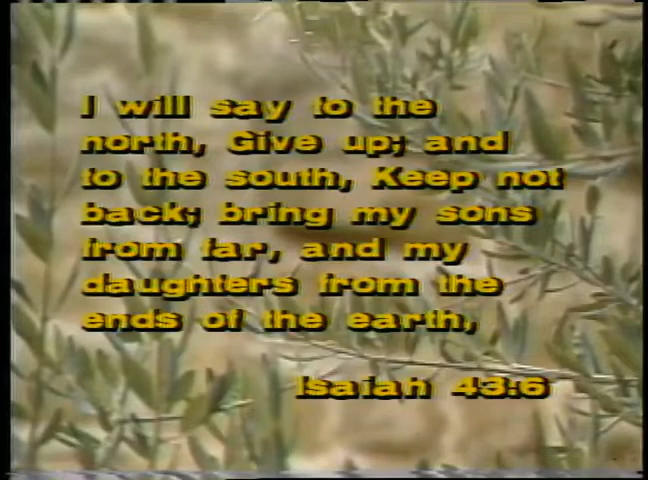 I will say to the
north, Give up; and
to the south, Keep not
back; bring my sons
from far, and my
daughters from the
ends of the earth,
Isaiah 43:6